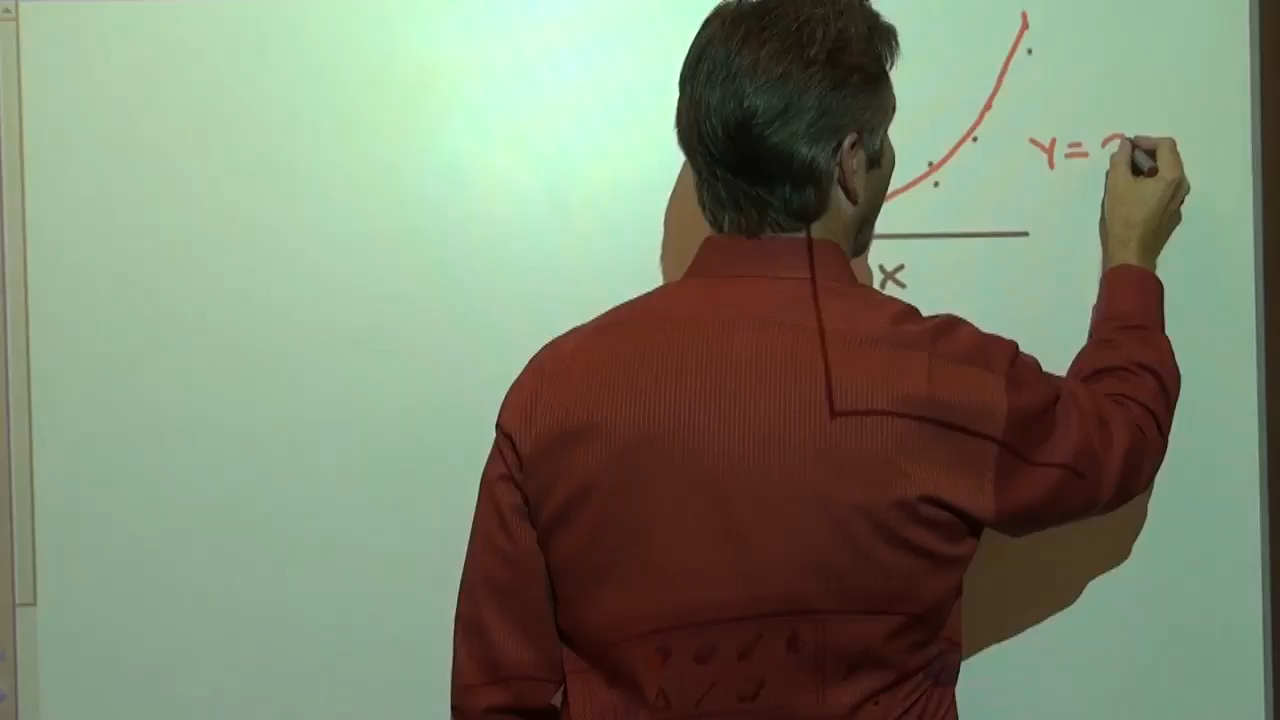 Y =
X